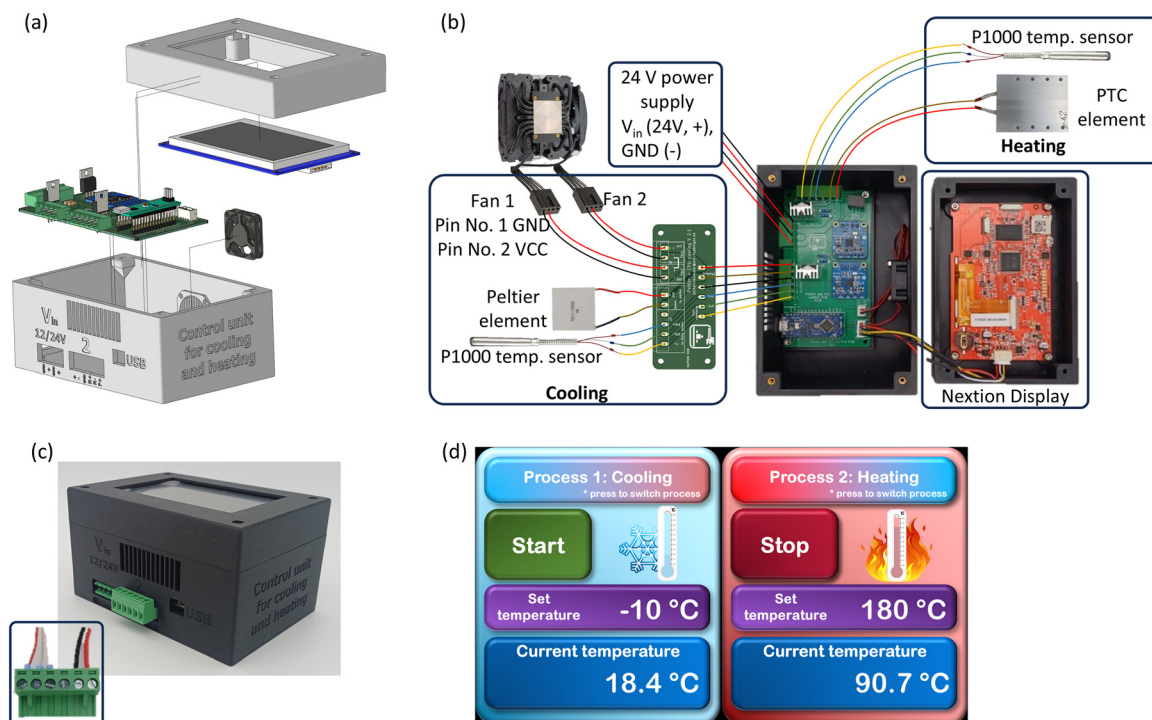 (a)
Vin
12/24V
2
USB
Control unit
for cooling
and heating
(b)
24 V power
supply
Vin (24V, +),
GND (-)
P1000 temp. sensor
PTC
element
Heating
Fan 1
Fan 2
Pin No. 1 GND
Pin No. 2 VCC
Peltier
element
P1000 temp. sensor
Cooling
Nextion Display
(c)
Vin
12/24V
USB
Control unit
for cooling
and heating
(d)
Process 1: Cooling
* press to switch process
Start
Set
temperature
-10 °C
Current temperature
18.4 °C
Process 2: Heating
* press to switch process
Stop
Set
temperature
180 °C
Current temperature
90.7 °C